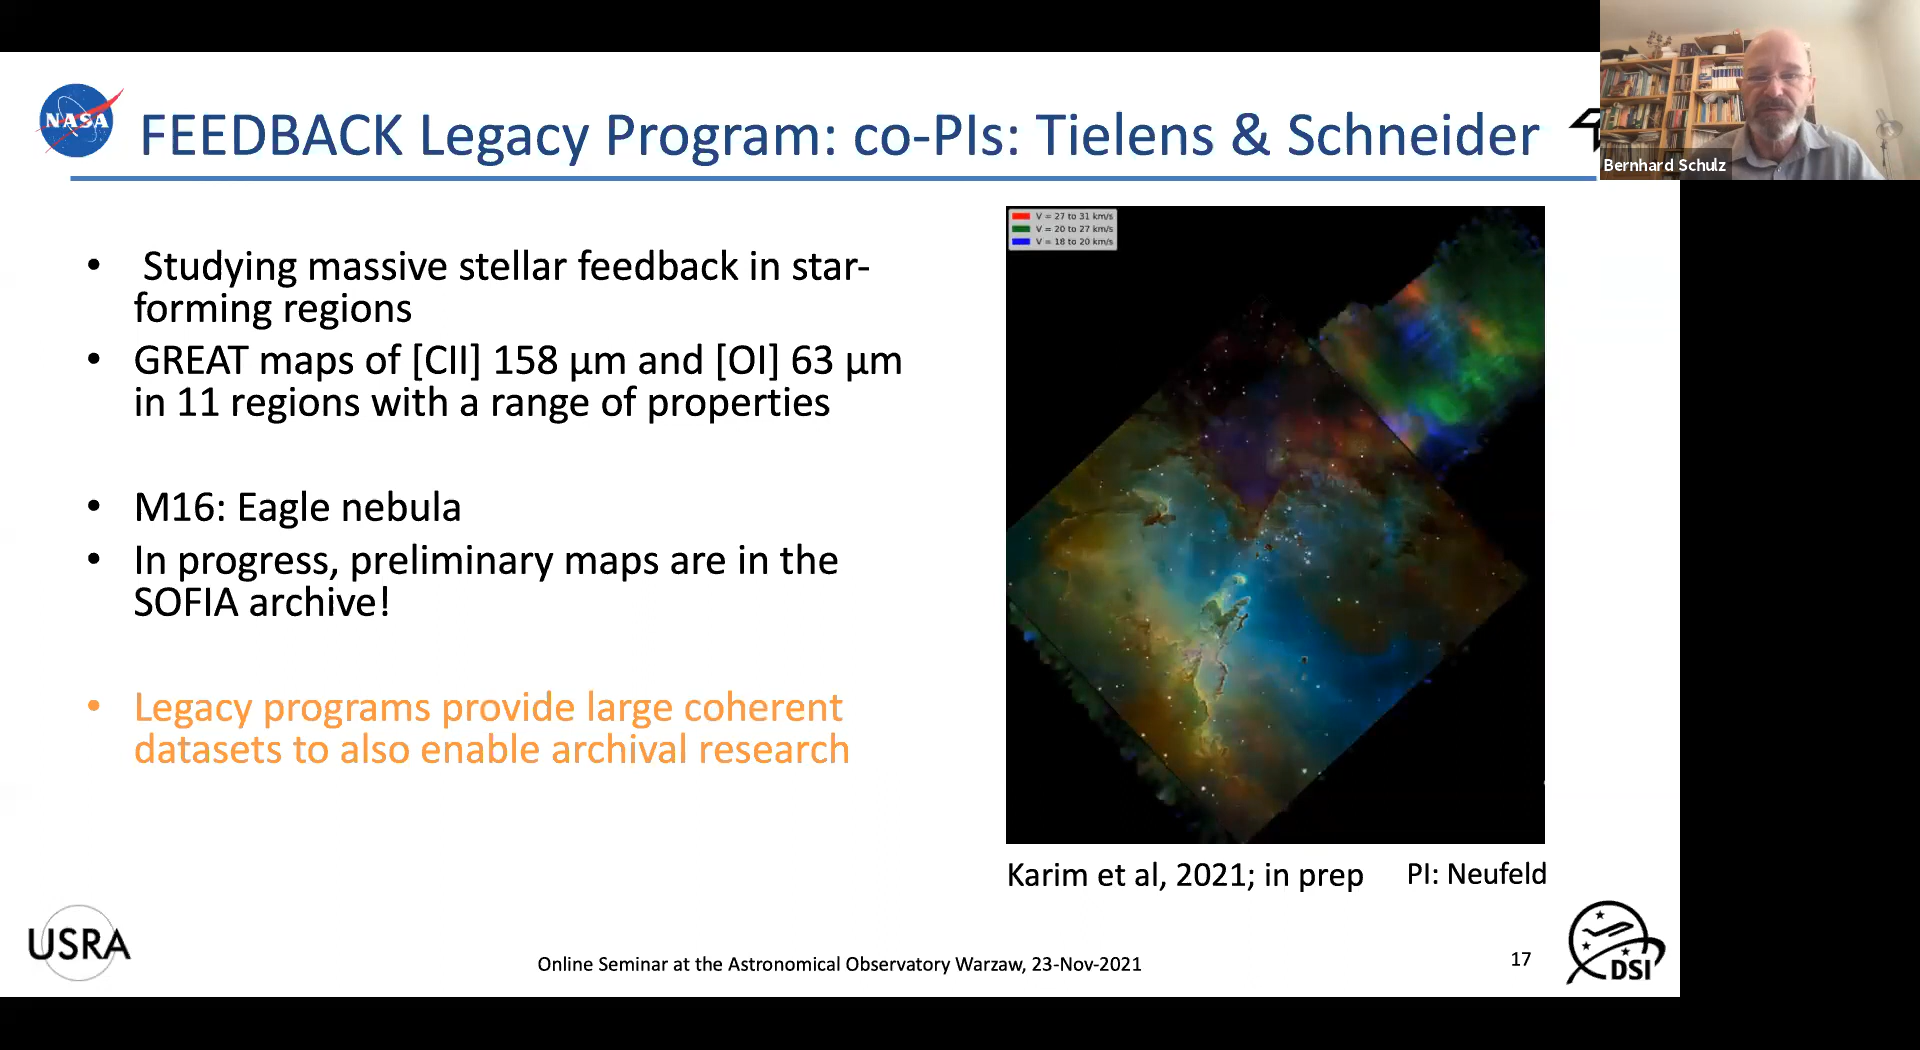 NASA
FEEDBACK Legacy Program: co-PIs: Tielens & Schneider
Bernhard Schulz
• Studying massive stellar feedback in star-
forming regions
• GREAT maps of [CII] 158 µm and [OI] 63 µm
in 11 regions with a range of properties
• M16: Eagle nebula
• In progress, preliminary maps are in the
SOFIA archive!
• Legacy programs provide large coherent
datasets to also enable archival research
V = 27 to 31 km/s
V = 20 to 27 km/s
V = 18 to 20 km/s
Karim et al, 2021; in prep
PI: Neufeld
USRA
Online Seminar at the Astronomical Observatory Warzaw, 23-Nov-2021
17
DSI